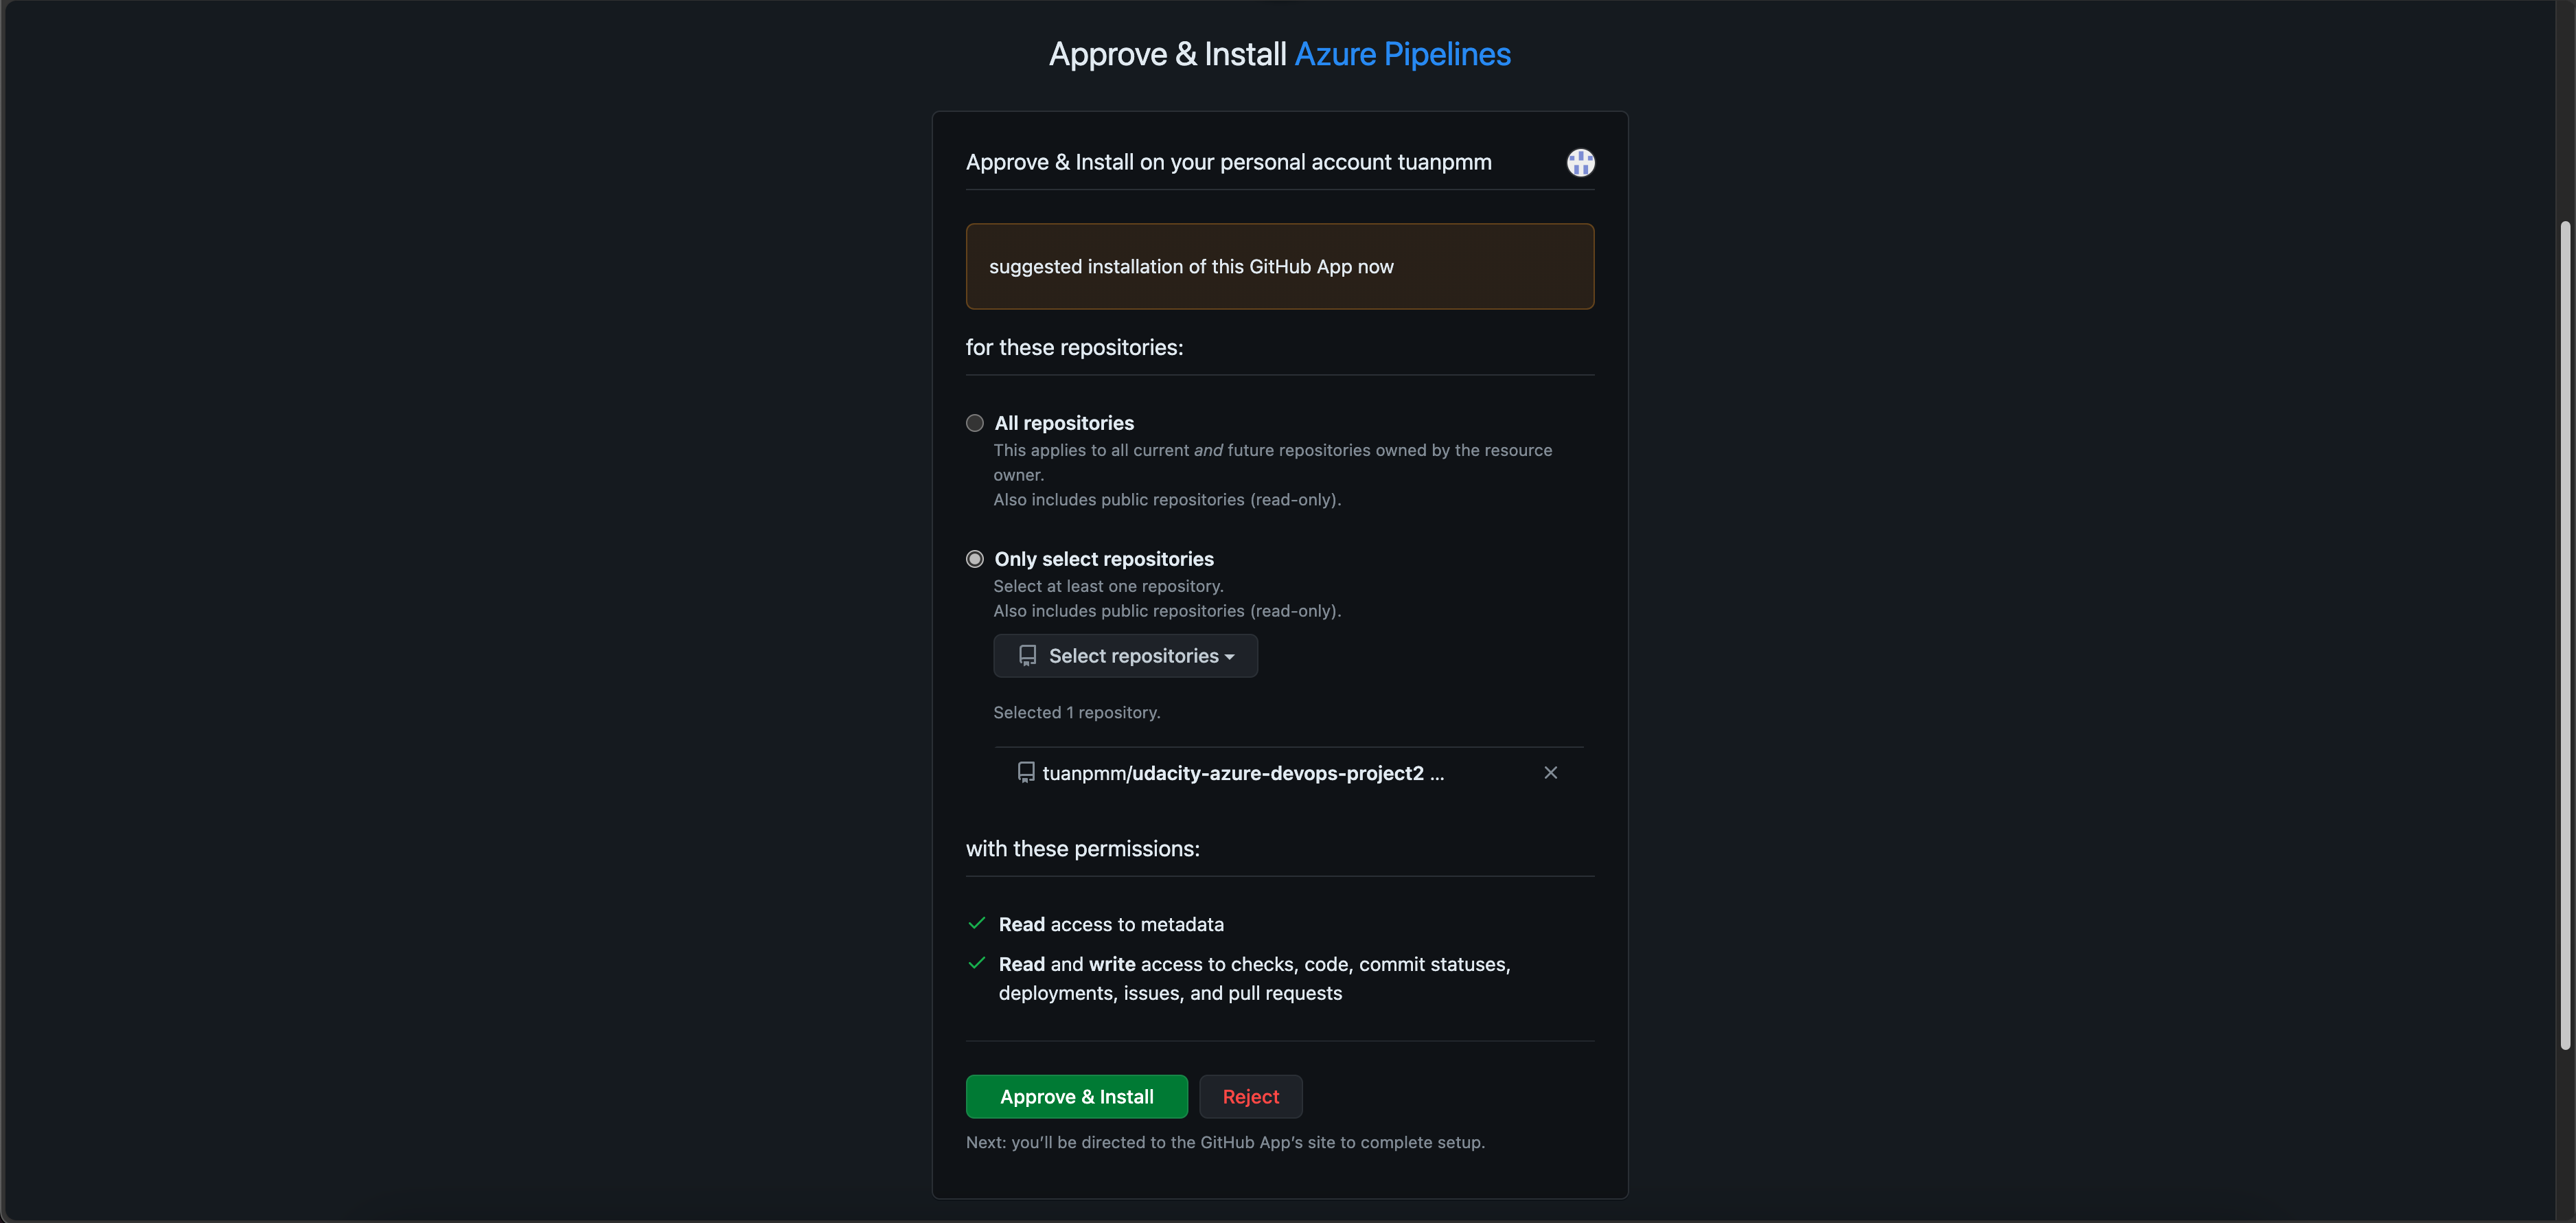 Approve & Install Azure Pipelines
Approve & Install on your personal account tuanpmm
suggested installation of this GitHub App now
for these repositories:
All repositories
This applies to all current and future repositories owned by the resource
owner.
Also includes public repositories (read-only).
Only select repositories
Select at least one repository.
Also includes public repositories (read-only).
Select repositories
Selected 1 repository.
tuanpmm/udacity-azure-devops-project2 ...
with these permissions:
Read access to metadata
Read and write access to checks, code, commit statuses,
deployments, issues, and pull requests
Approve & Install Reject
Next: you’ll be directed to the GitHub App’s site to complete setup.